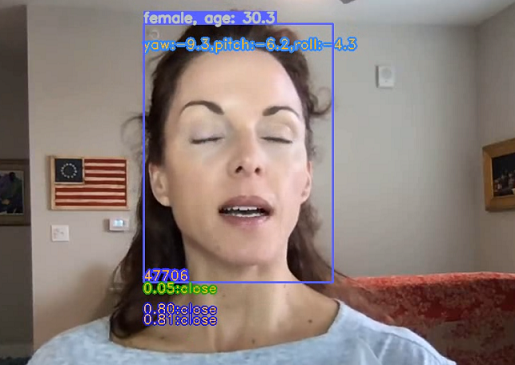 female, age: 30.3
yaw:-9.3,pitch:-6.2,roll:-4.3
47706
0.05:close
0.80:close
0.81:close